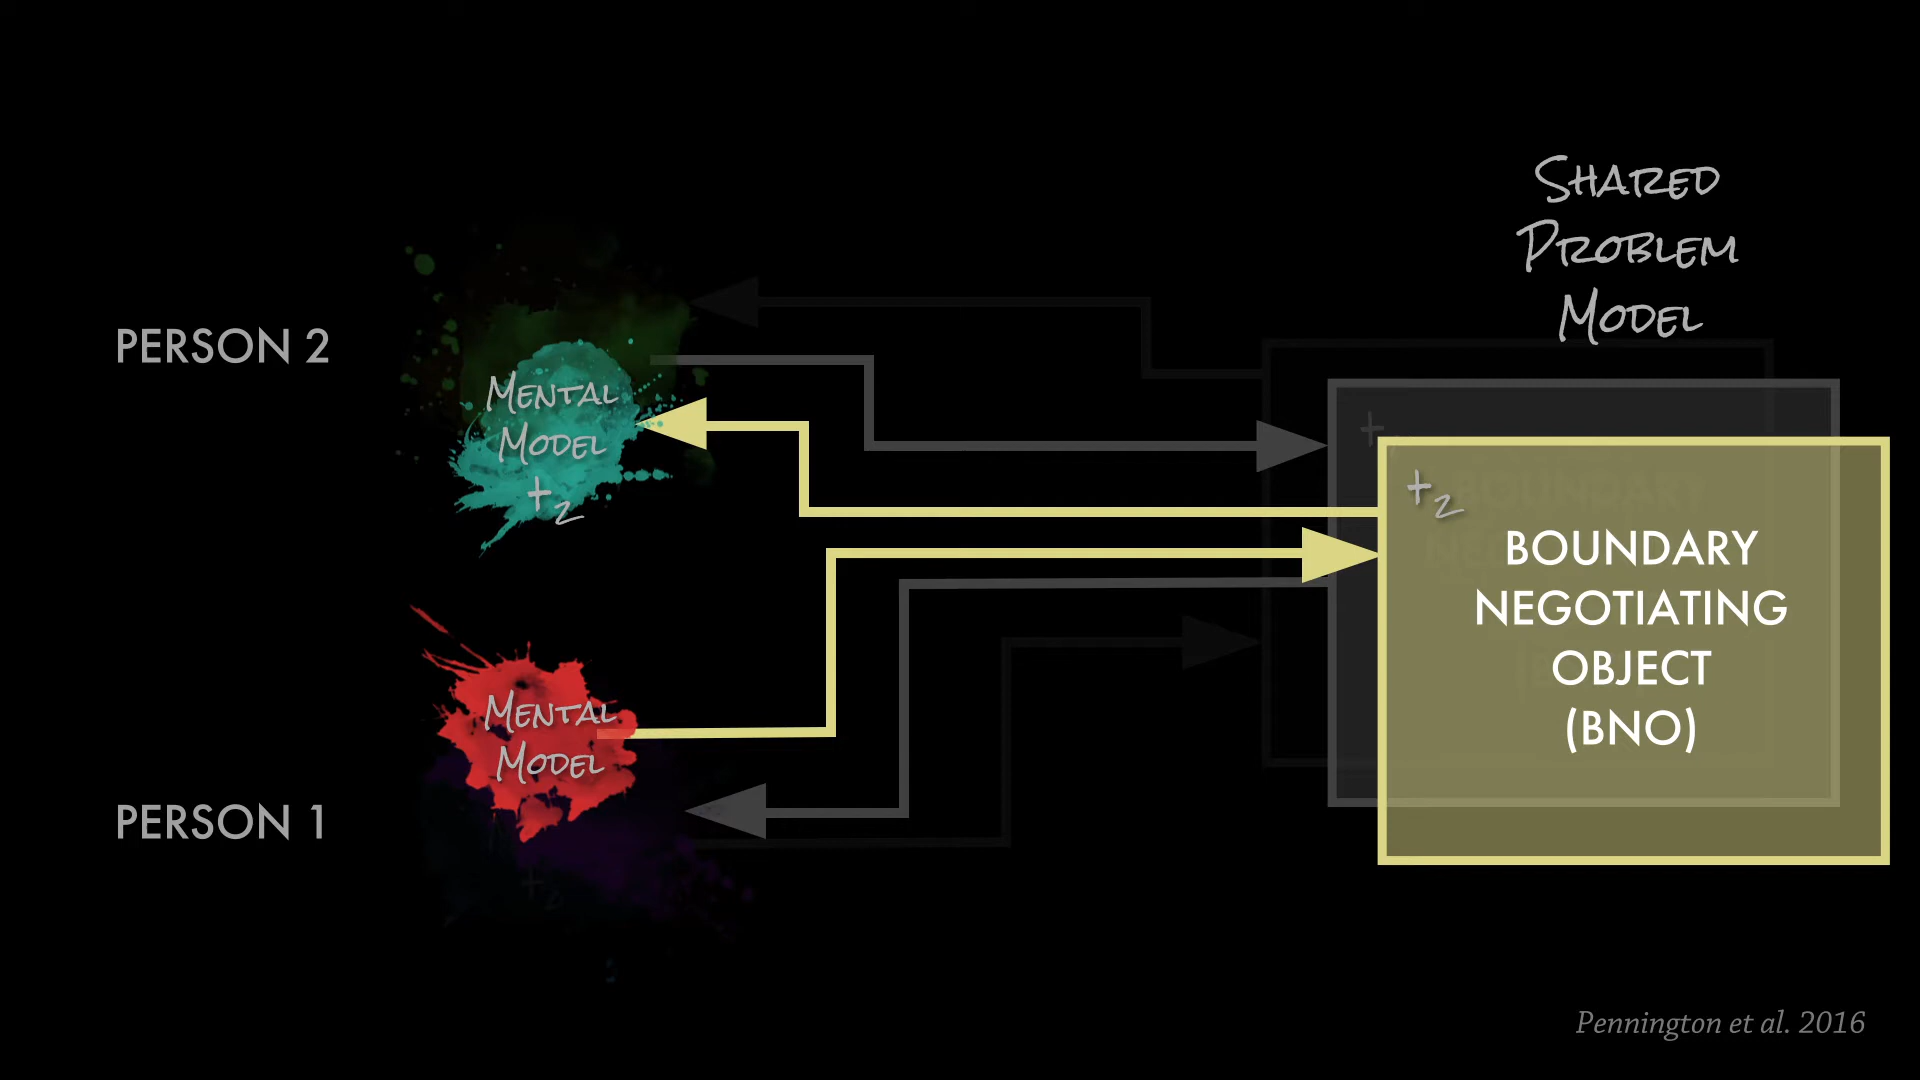 SHARED
PROBLEM
MODEL
PERSON 2
MENTAL
MODEL
t2
t
t2
BOUNDARY
NEGOTIATING
OBJECT
(BNO)
MENTAL
MODEL
PERSON 1
Pennington et al. 2016